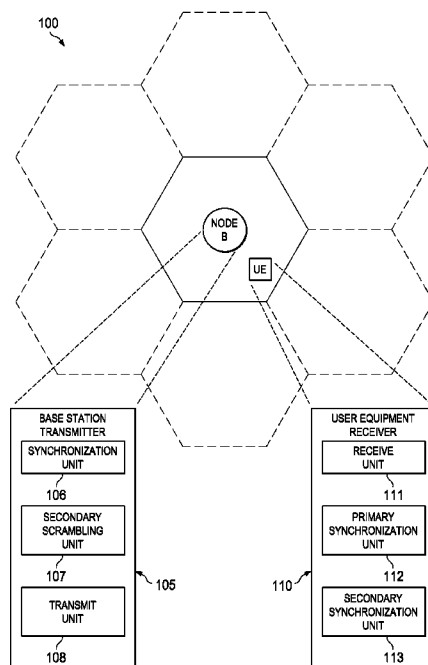 100
NODE
B
UE
BASE STATION
TRANSMITTER
SYNCHRONIZATION
UNIT
106
SECONDARY
SCRAMBLING
UNIT
107
TRANSMIT
UNIT
108
105
USER EQUIPMENT
RECEIVER
RECEIVE
UNIT
111
PRIMARY
SYNCHRONIZATION
UNIT
112
SECONDARY
SYNCHRONIZATION
UNIT
113
110